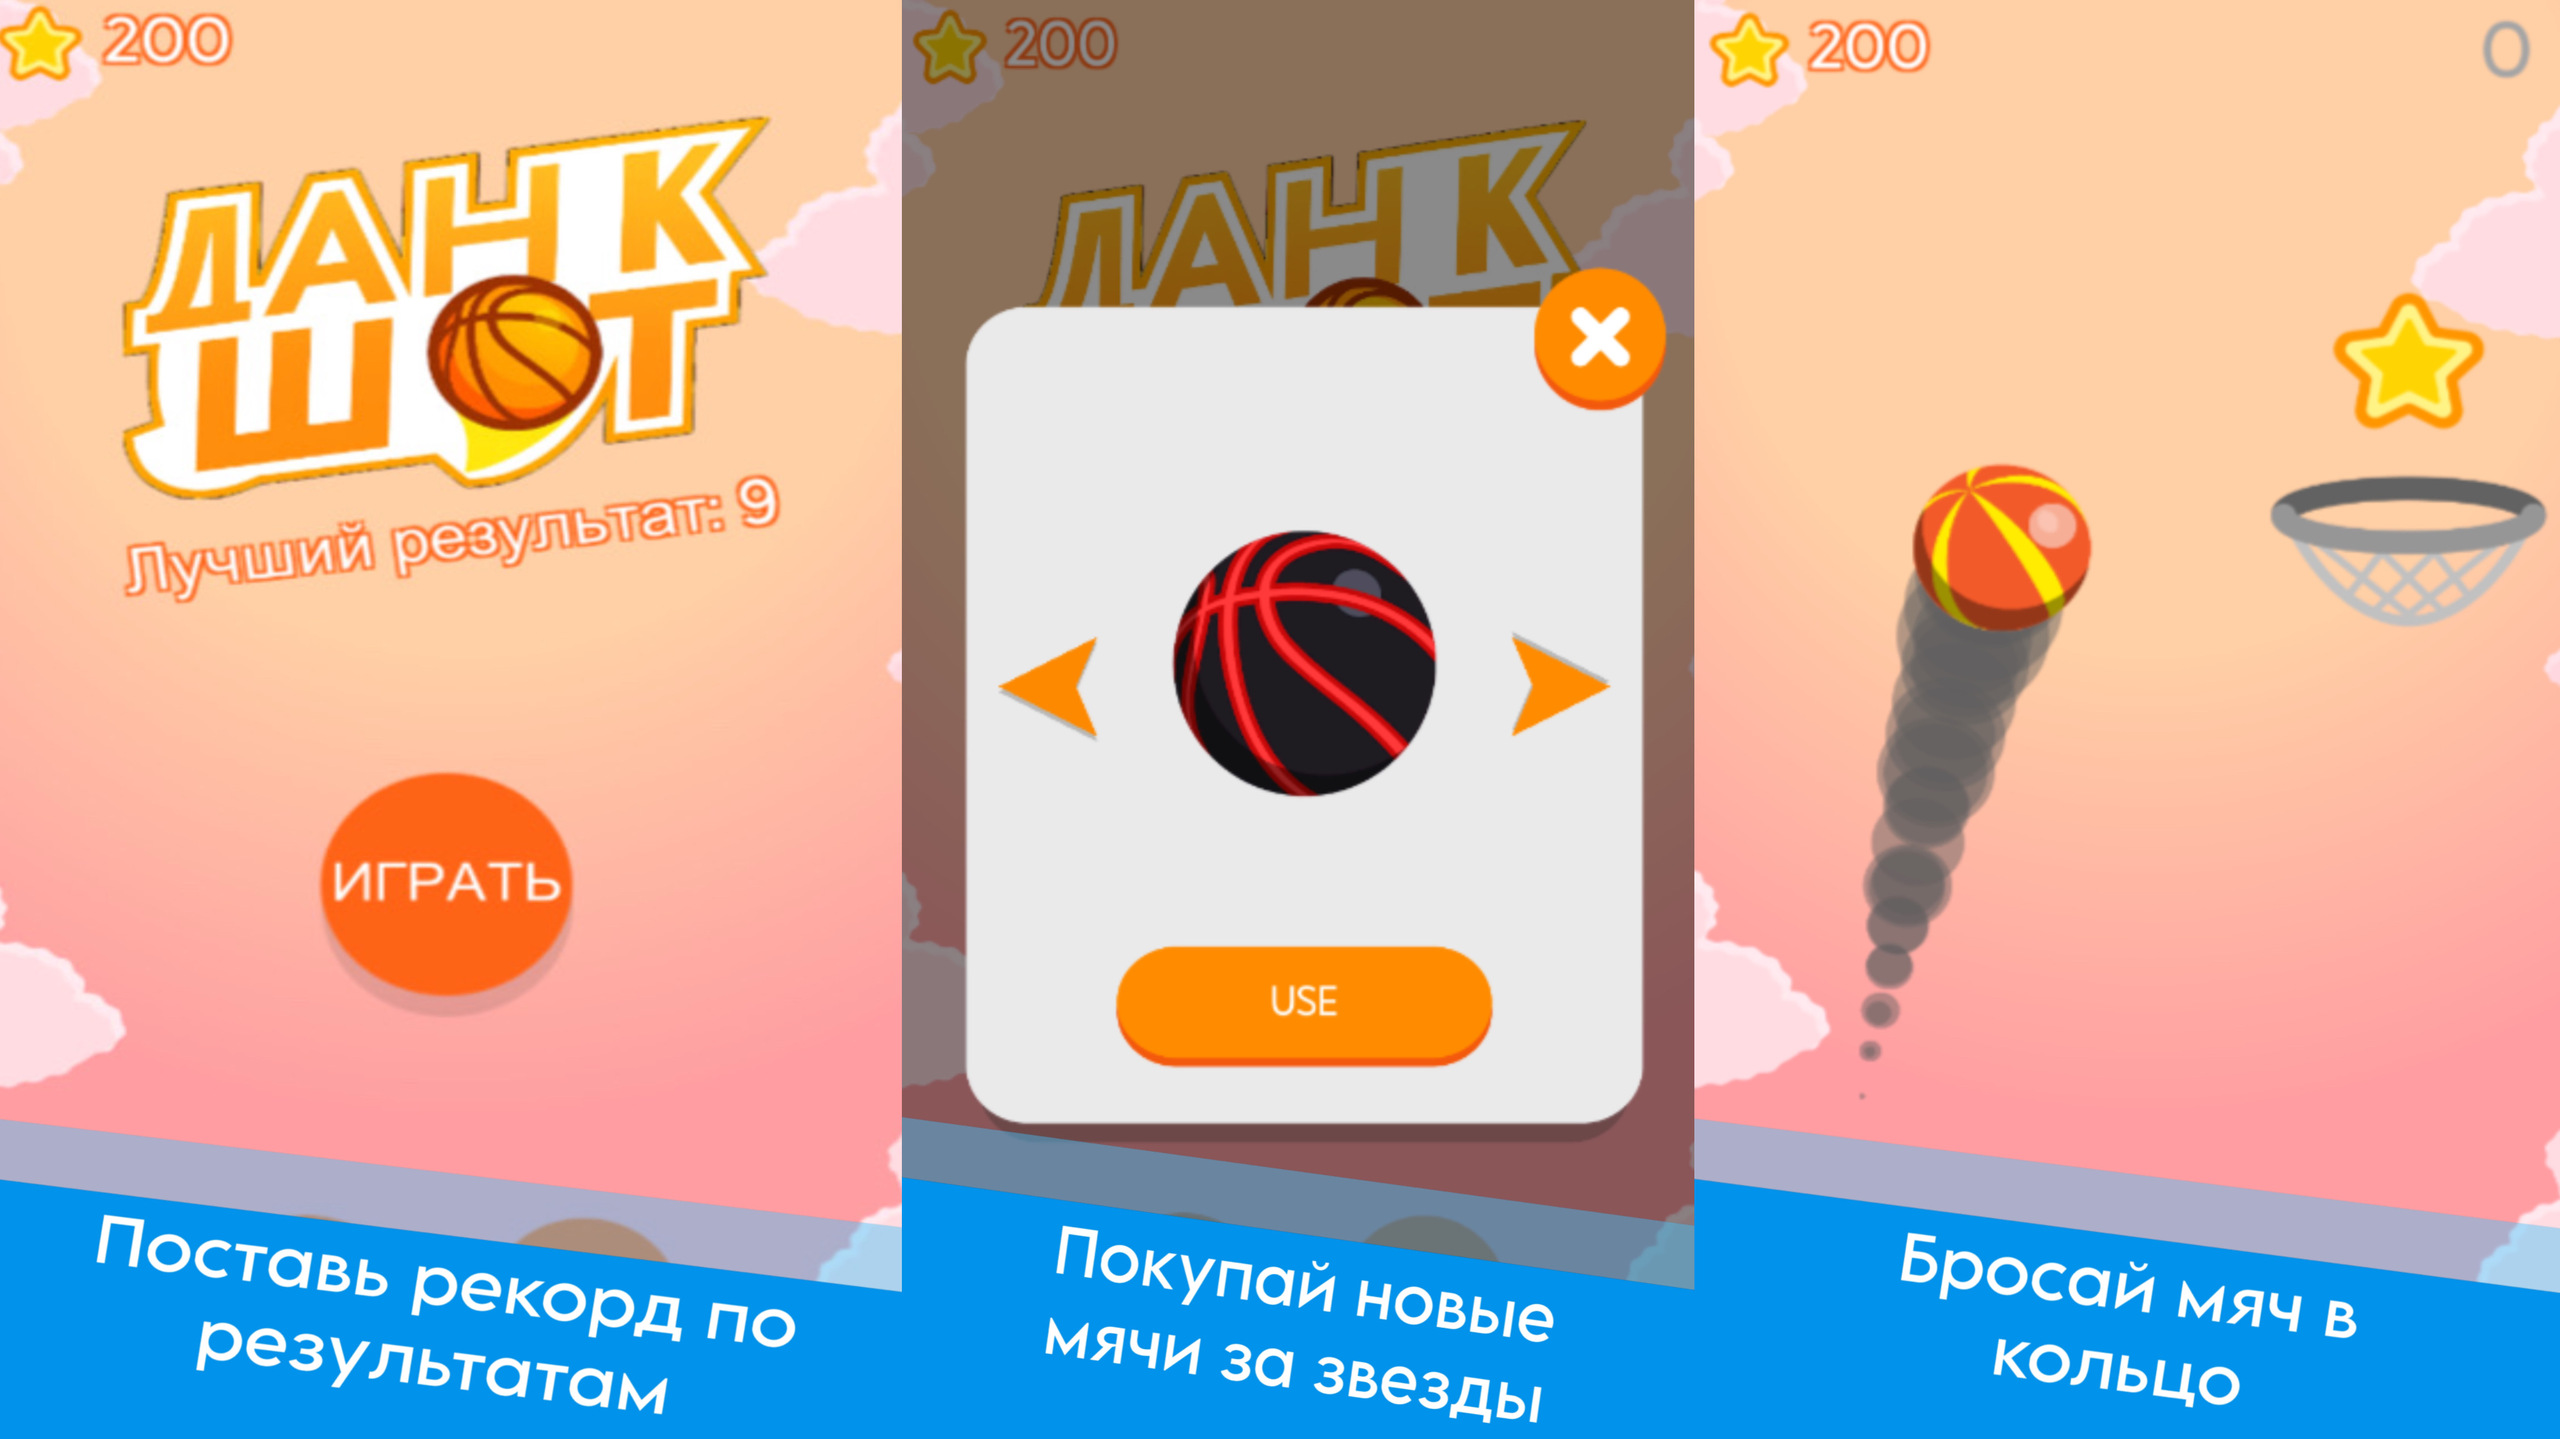 200
ДАНК
ШОТ
Лучший результат: 9
ИГРАТЬ
Поставь рекорд по
результатам
200
ДАНК
USE
Покупай новые
мячи за звезды
200
0
Бросай мяч в
кольцо